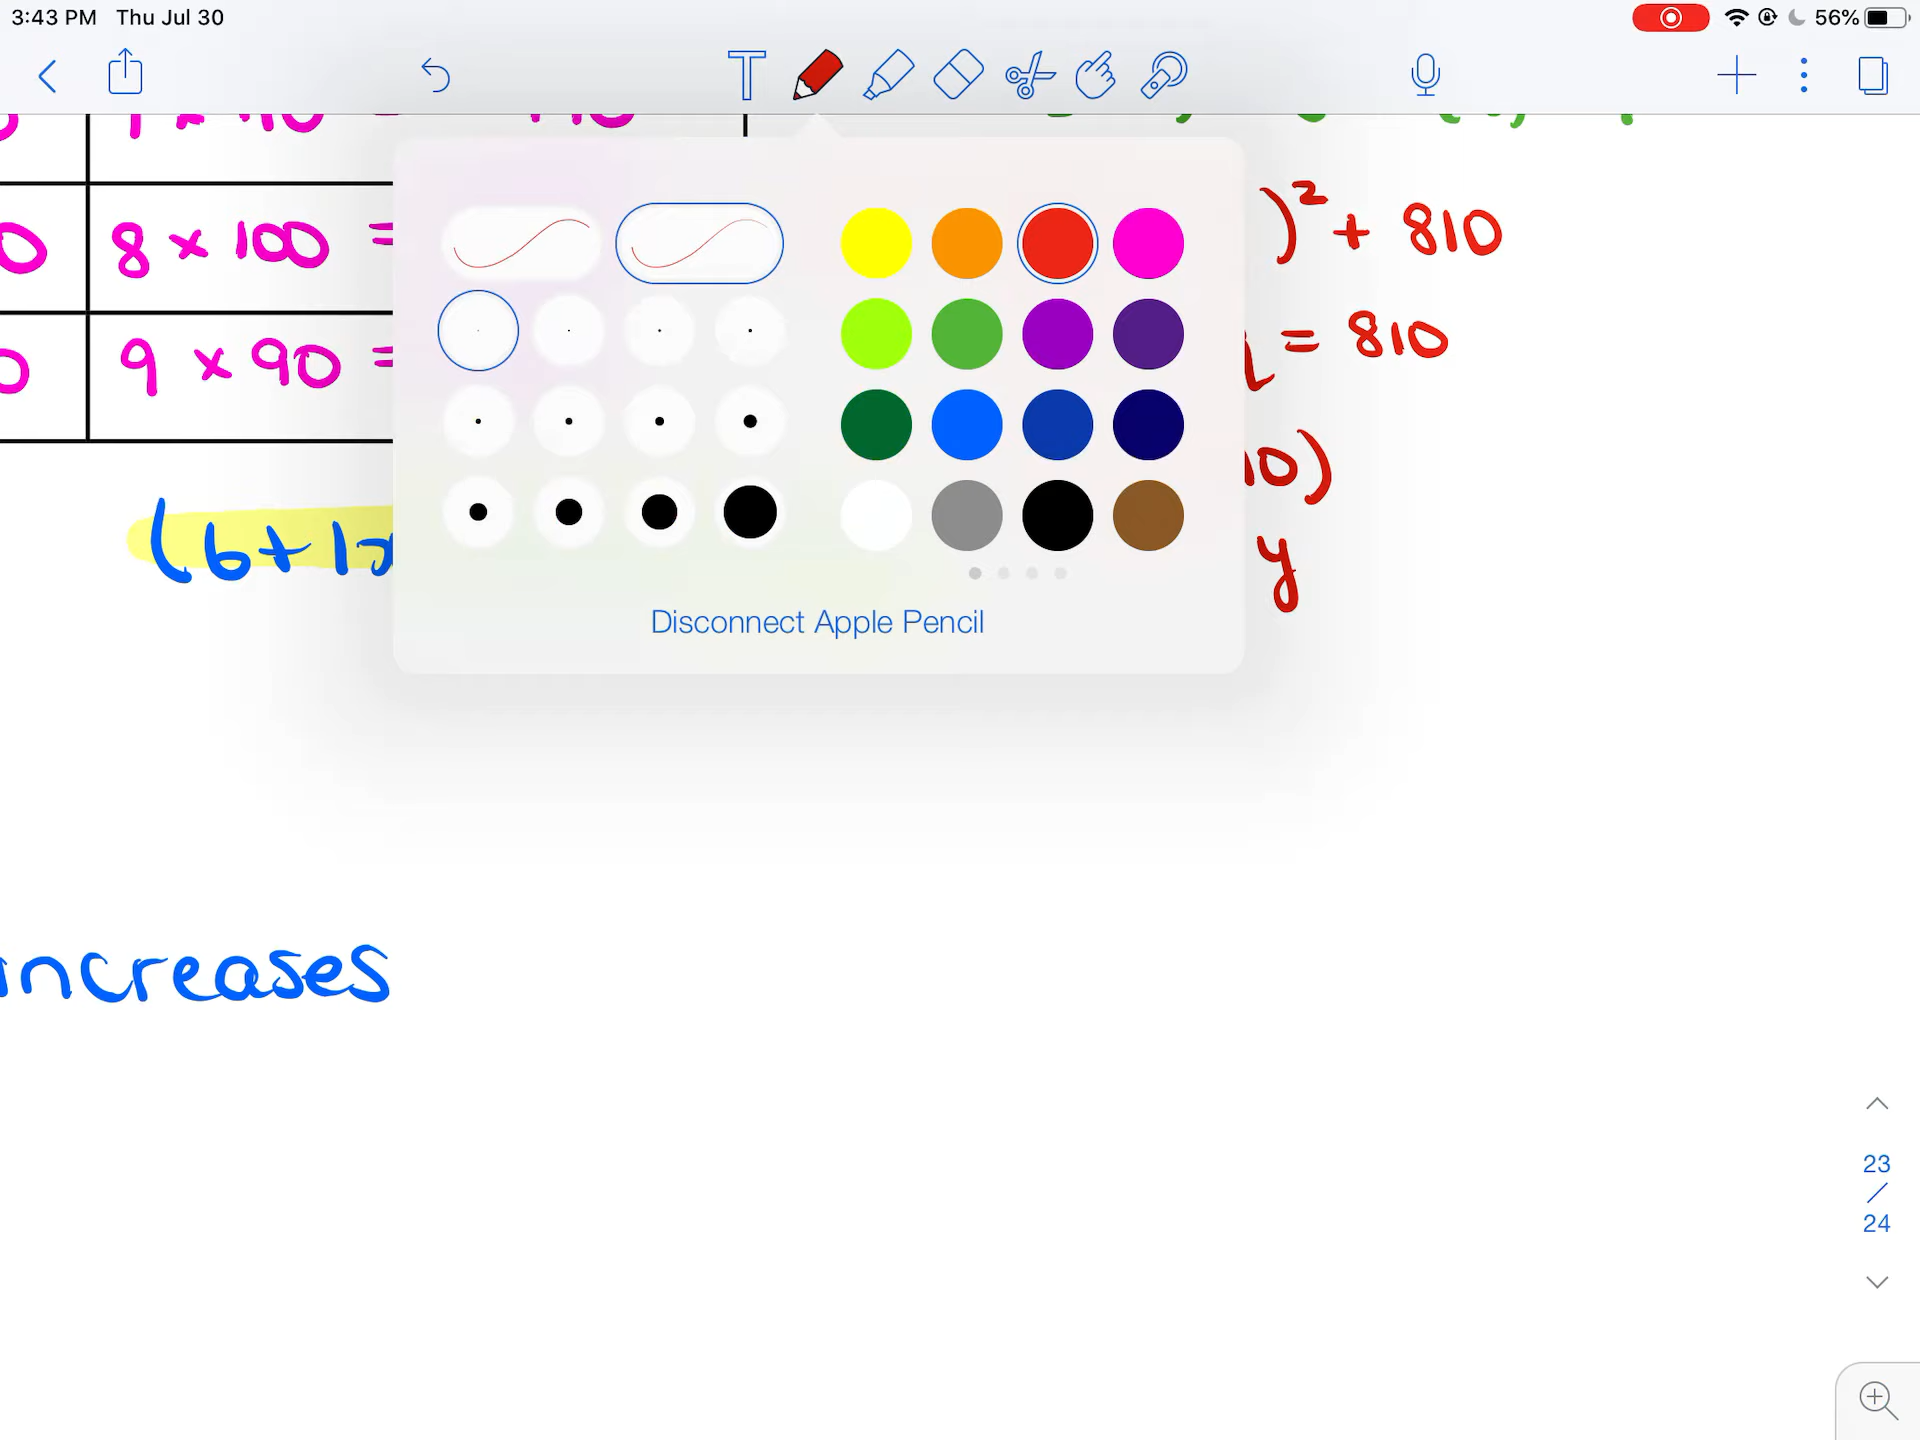 3:43 PM Thu Jul 30
56%
)² + 810
8 × 100 =
= 810
9 × 90 =
10)
(6+1x
y
Disconnect Apple Pencil
increases
23
/
24